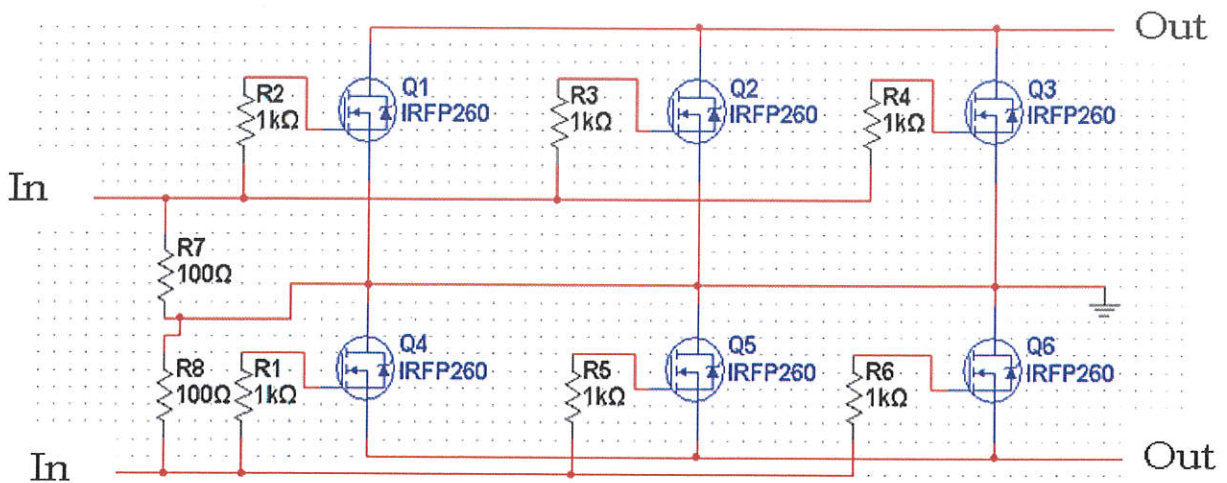 Out
Q1
IRFP260
Q2
IRFP260
Q3
IRFP260
R2
1kΩ
R3
1kΩ
R4
1kΩ
In
R7
100Ω
Q4
IRFP260
Q5
IRFP260
Q6
IRFP260
R8
100Ω
R1
1kΩ
R5
1kΩ
R6
1kΩ
In
Out